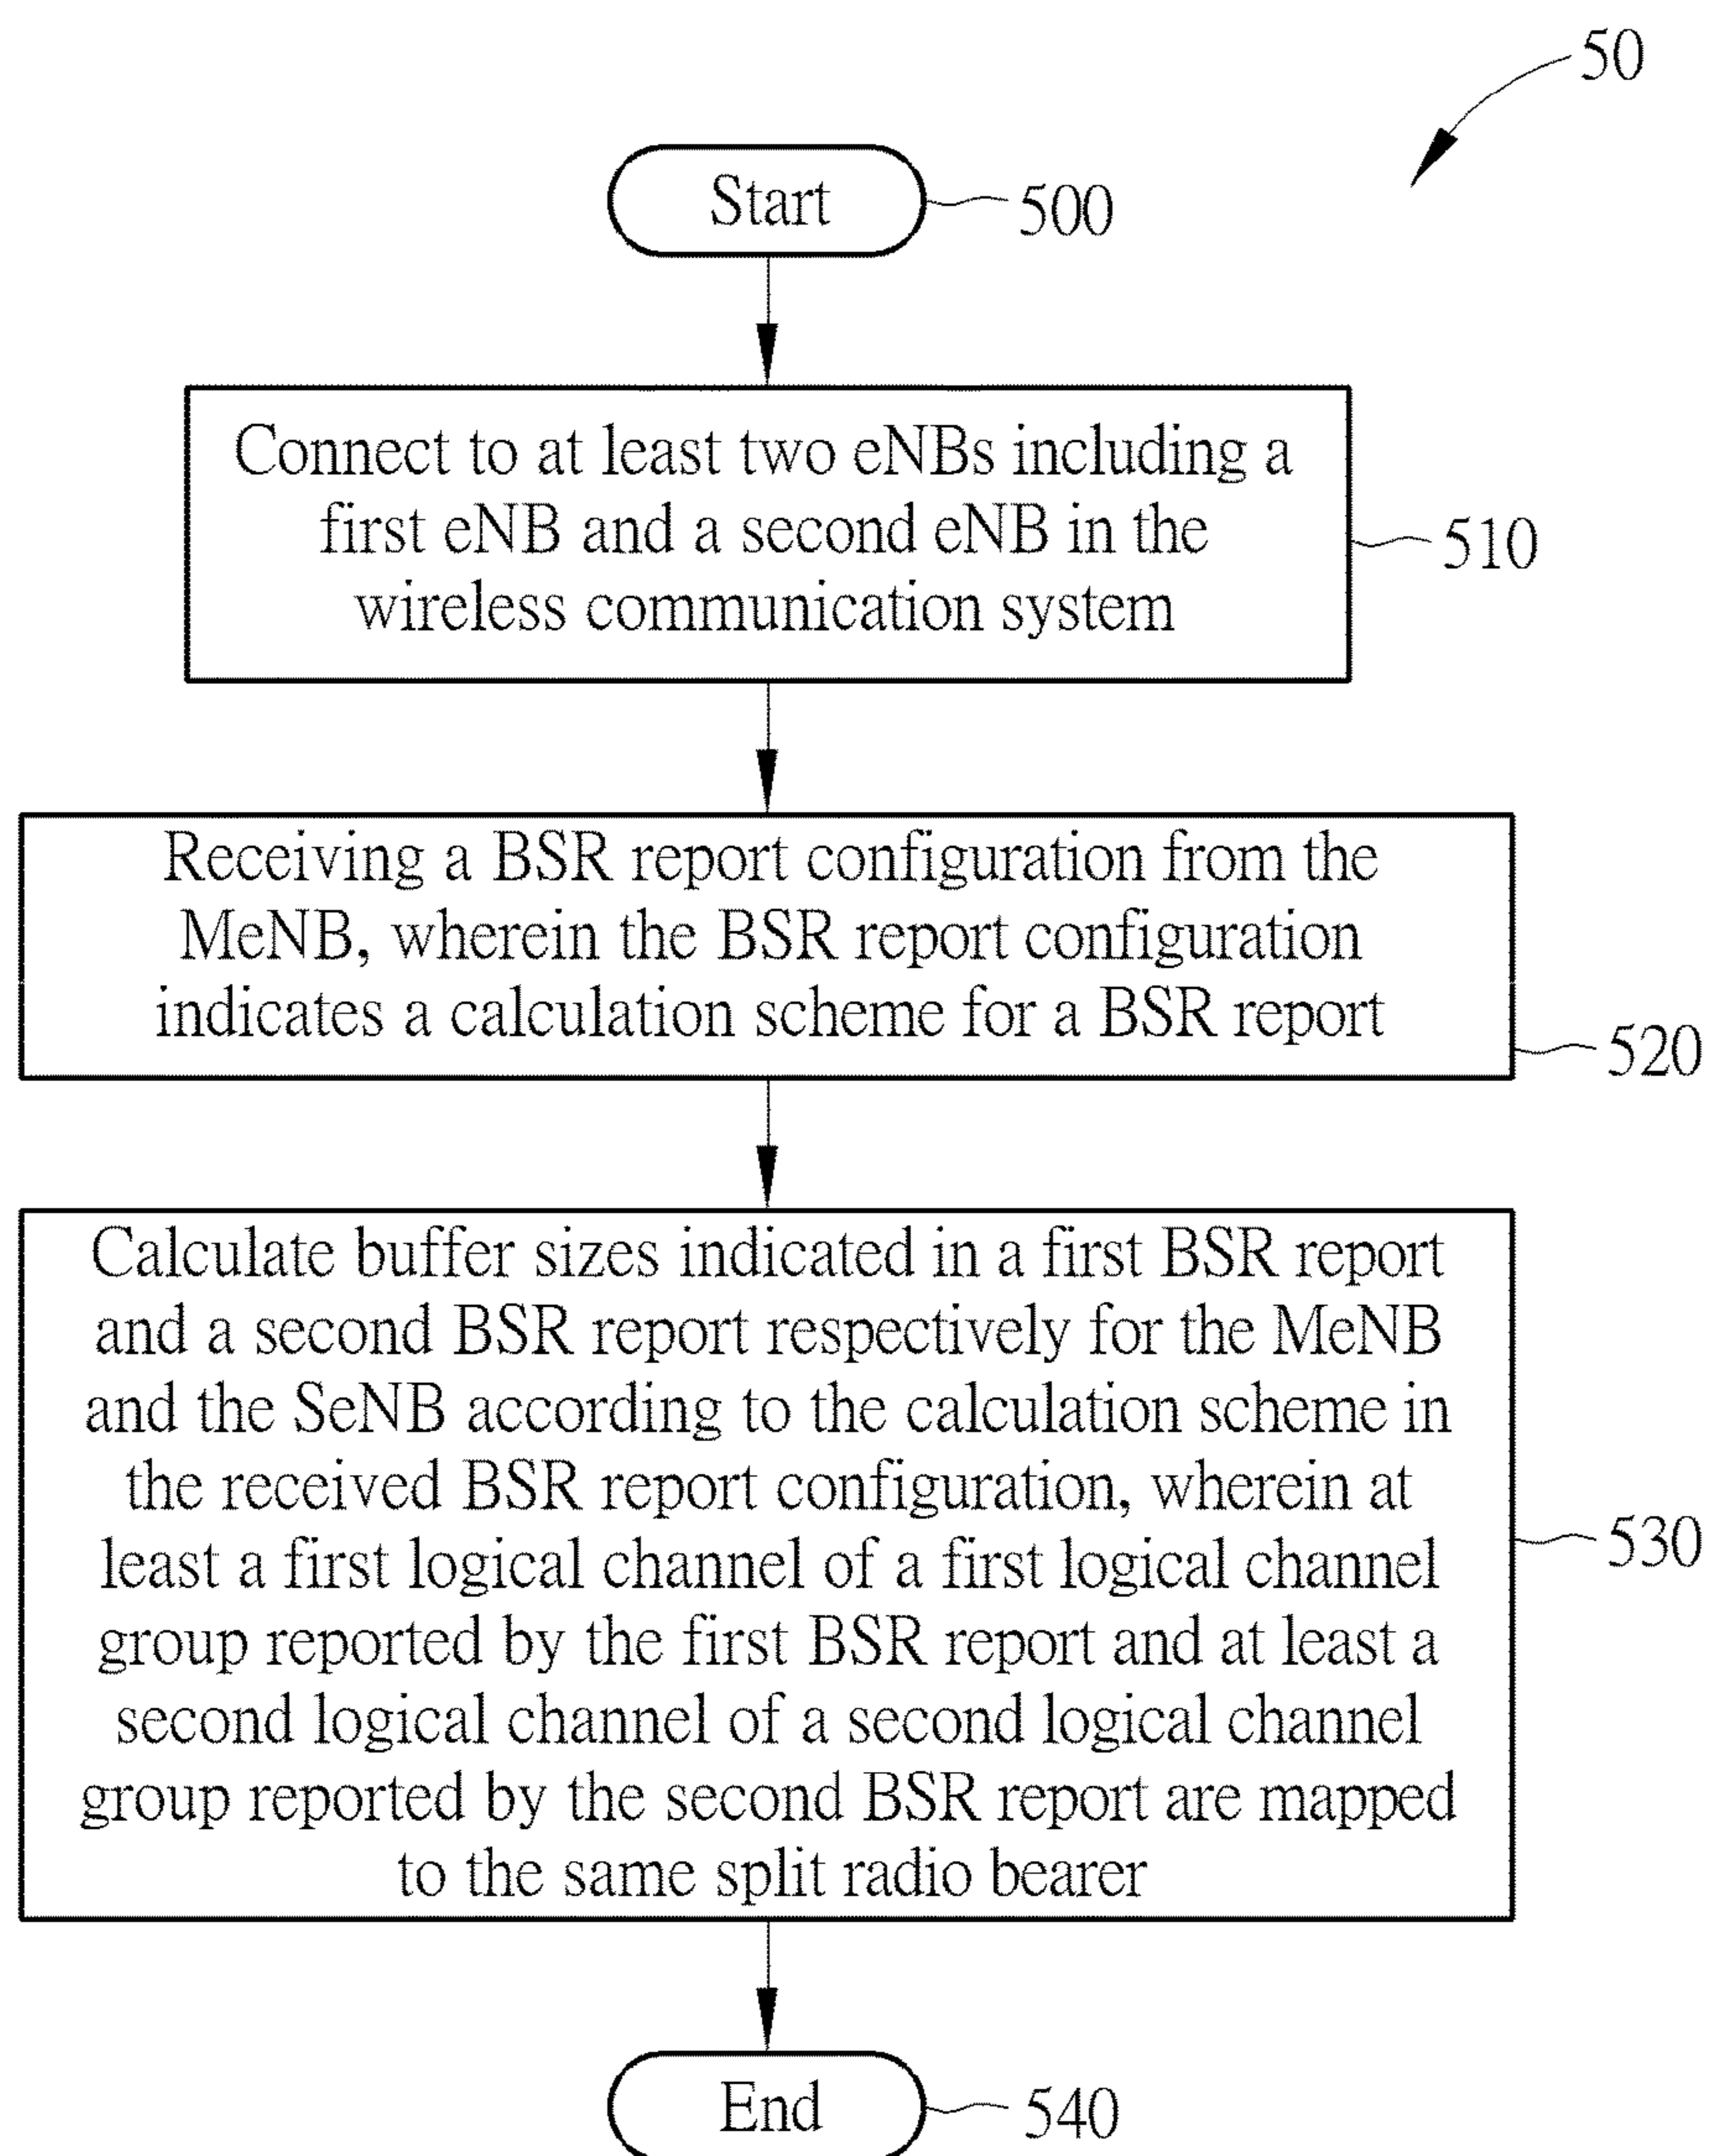 50
Start
500
Connect to at least two eNBs including a
first eNB and a second eNB in the
wireless communication system
510
Receiving a BSR report configuration from the
MeNB, wherein the BSR report configuration
indicates a calculation scheme for a BSR report
520
Calculate buffer sizes indicated in a first BSR report
and a second BSR report respectively for the MeNB
and the SeNB according to the calculation scheme in
the received BSR report configuration, wherein at
least a first logical channel of a first logical channel
group reported by the first BSR report and at least a
second logical channel of a second logical channel
group reported by the second BSR report are mapped
to the same split radio bearer
530
End
540